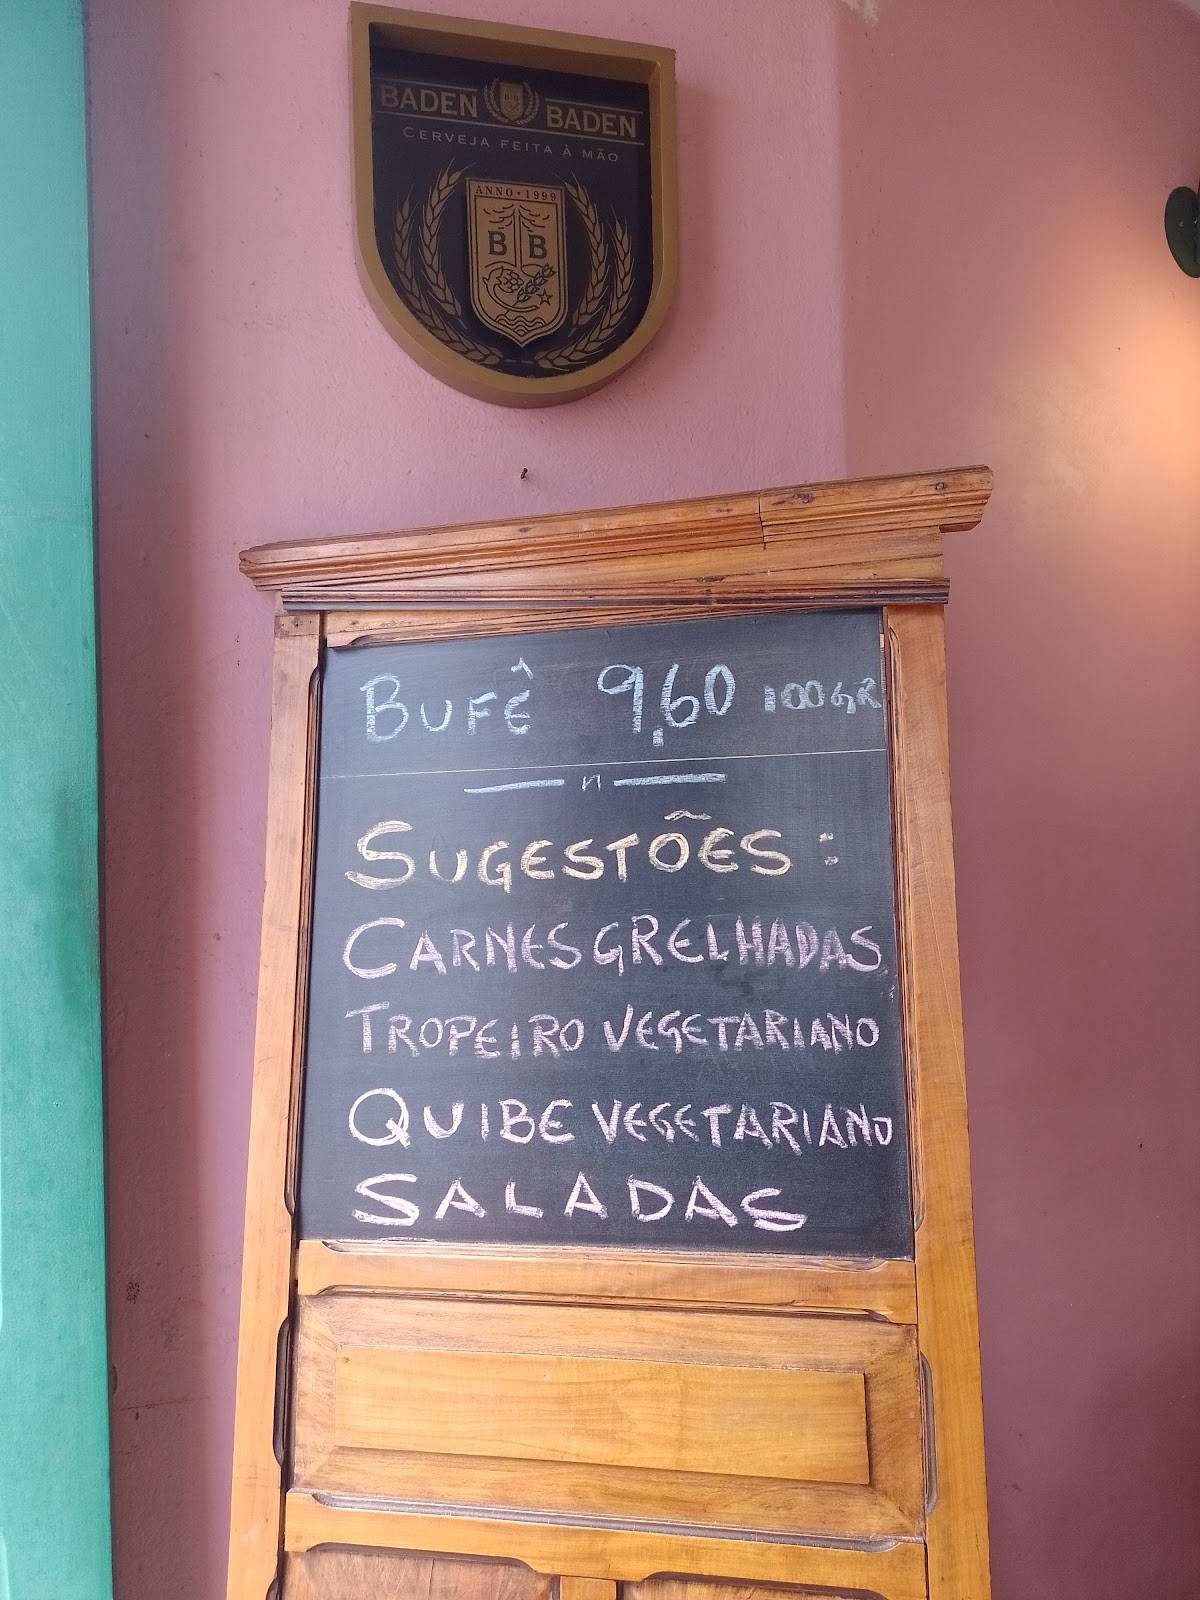 BADEN BADEN
CERVEJA FEITA À MÃO
ANNO • 1999
B B
BUFÊ 9,60 100GR
SUGESTÕES:
CARNES GRELHADAS
TROPEIRO VEGETARIANO
QUIBE VEGETARIANO
SALADAS